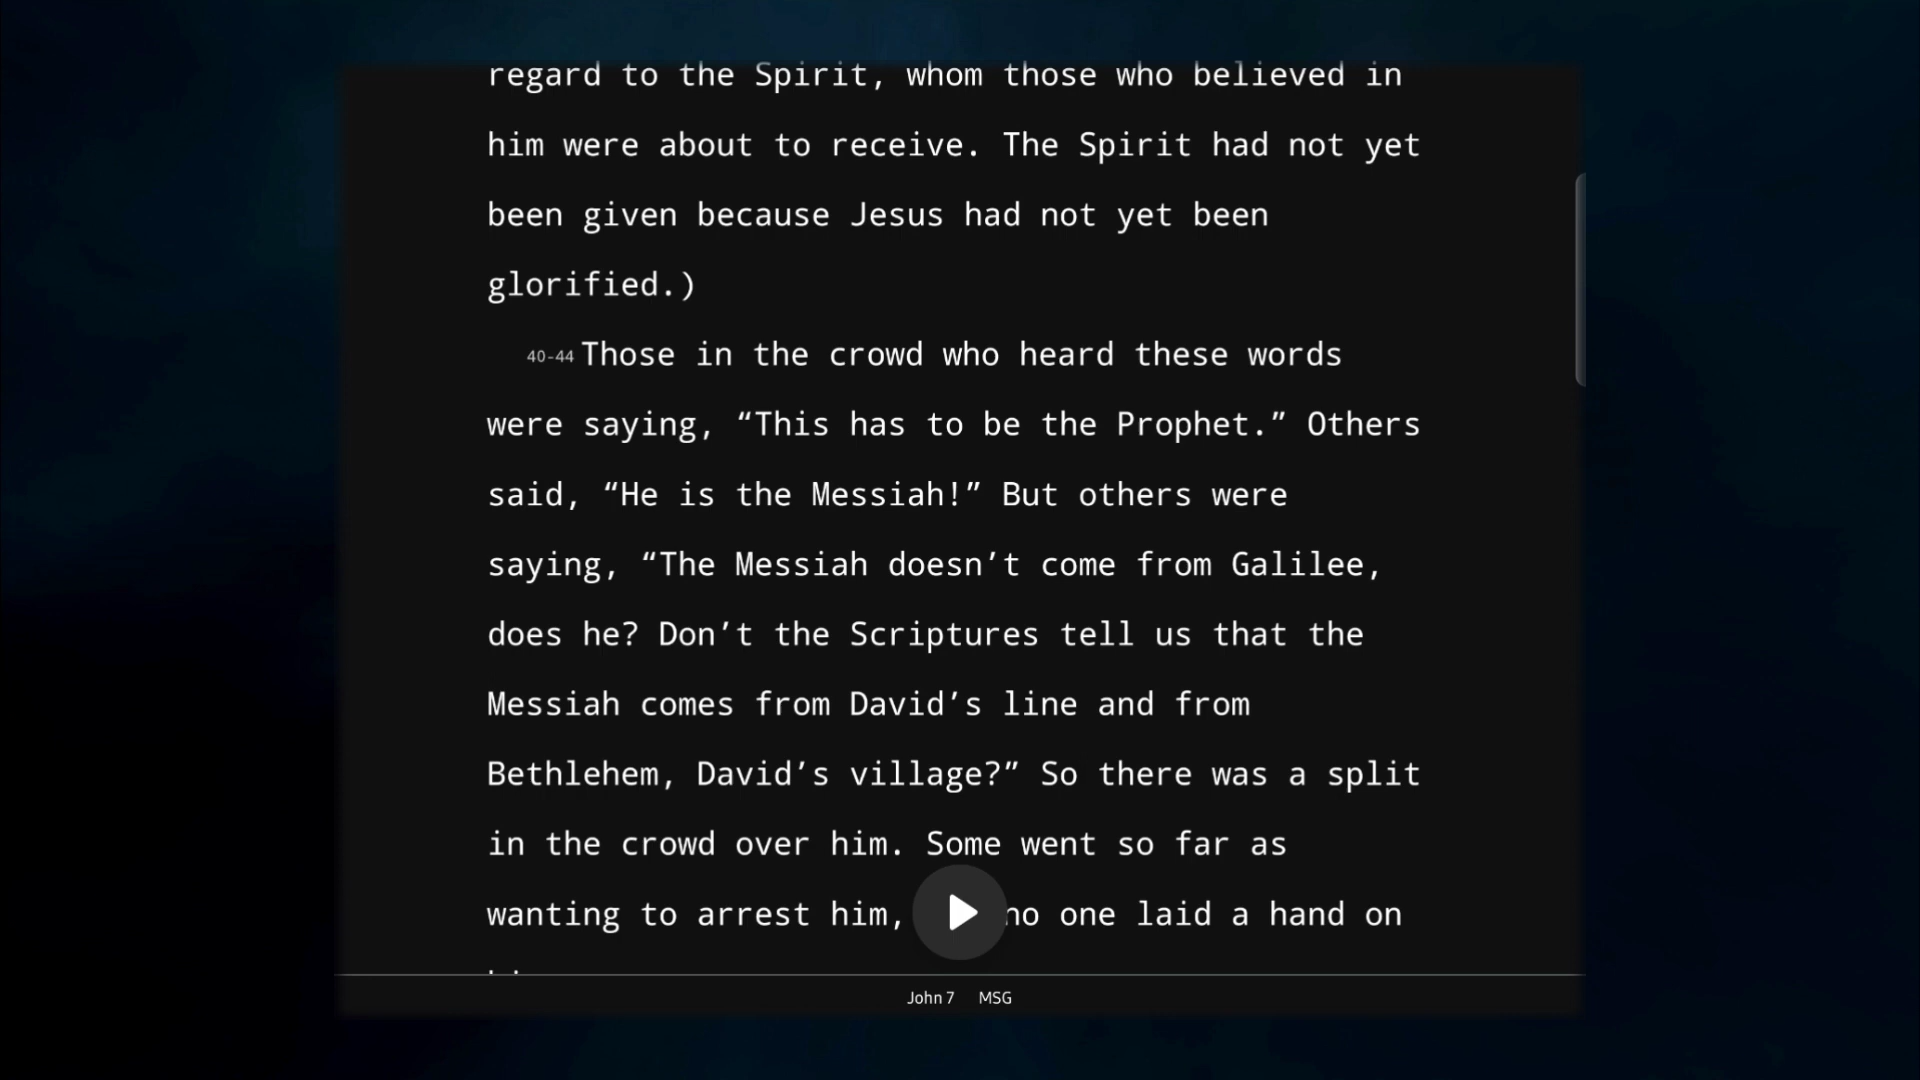 regard to the Spirit, whom those who believed in
him were about to receive. The Spirit had not yet
been given because Jesus had not yet been
glorified.)
40-44 Those in the crowd who heard these words
were saying, “This has to be the Prophet.” Others
said, “He is the Messiah!” But others were
saying, “The Messiah doesn’t come from Galilee,
does he? Don’t the Scriptures tell us that the
Messiah comes from David’s line and from
Bethlehem, David’s village?” So there was a split
in the crowd over him. Some went so far as
wanting to arrest him, no one laid a hand on
John 7 MSG